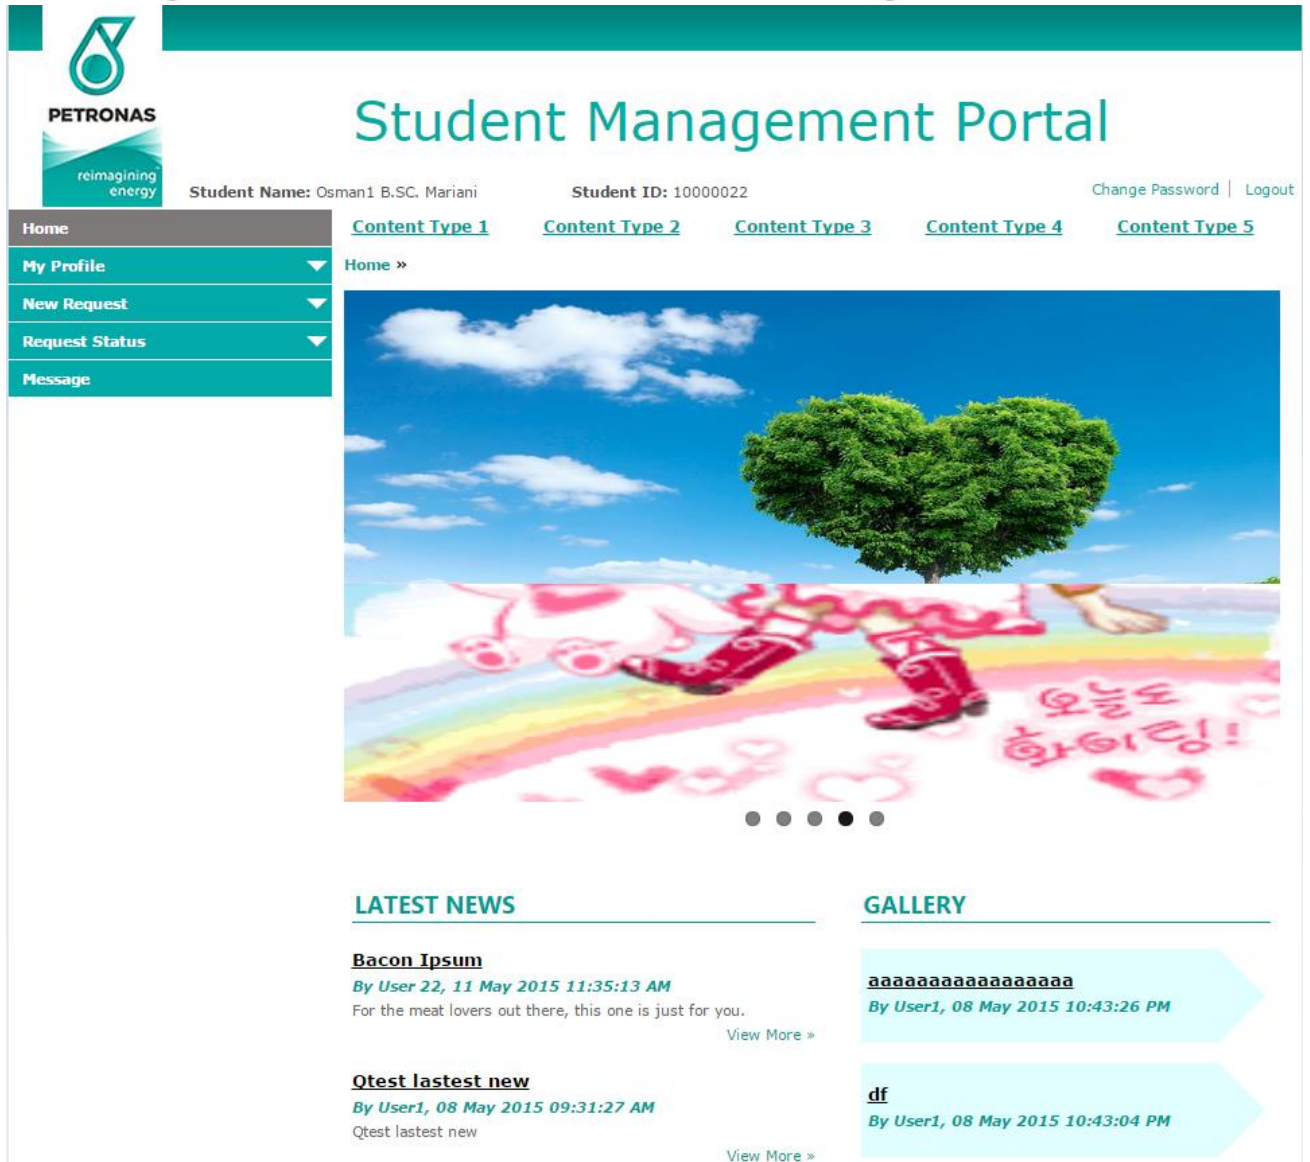 PETRONAS
reimagining
energy
Student Management Portal
Student Name: Osman1 B.SC. Mariani Student ID: 10000022 Change Password | Logout
Home
My Profile
New Request
Request Status
Message
Content Type 1 Content Type 2 Content Type 3 Content Type 4 Content Type 5
Home »
오늘도
화이팅!!
LATEST NEWS
Bacon Ipsum
By User 22, 11 May 2015 11:35:13 AM
For the meat lovers out there, this one is just for you.
View More »
Qtest lastest new
By User1, 08 May 2015 09:31:27 AM
Qtest lastest new
View More »
GALLERY
aaaaaaaaaaaaaaaaa
By User1, 08 May 2015 10:43:26 PM
df
By User1, 08 May 2015 10:43:04 PM